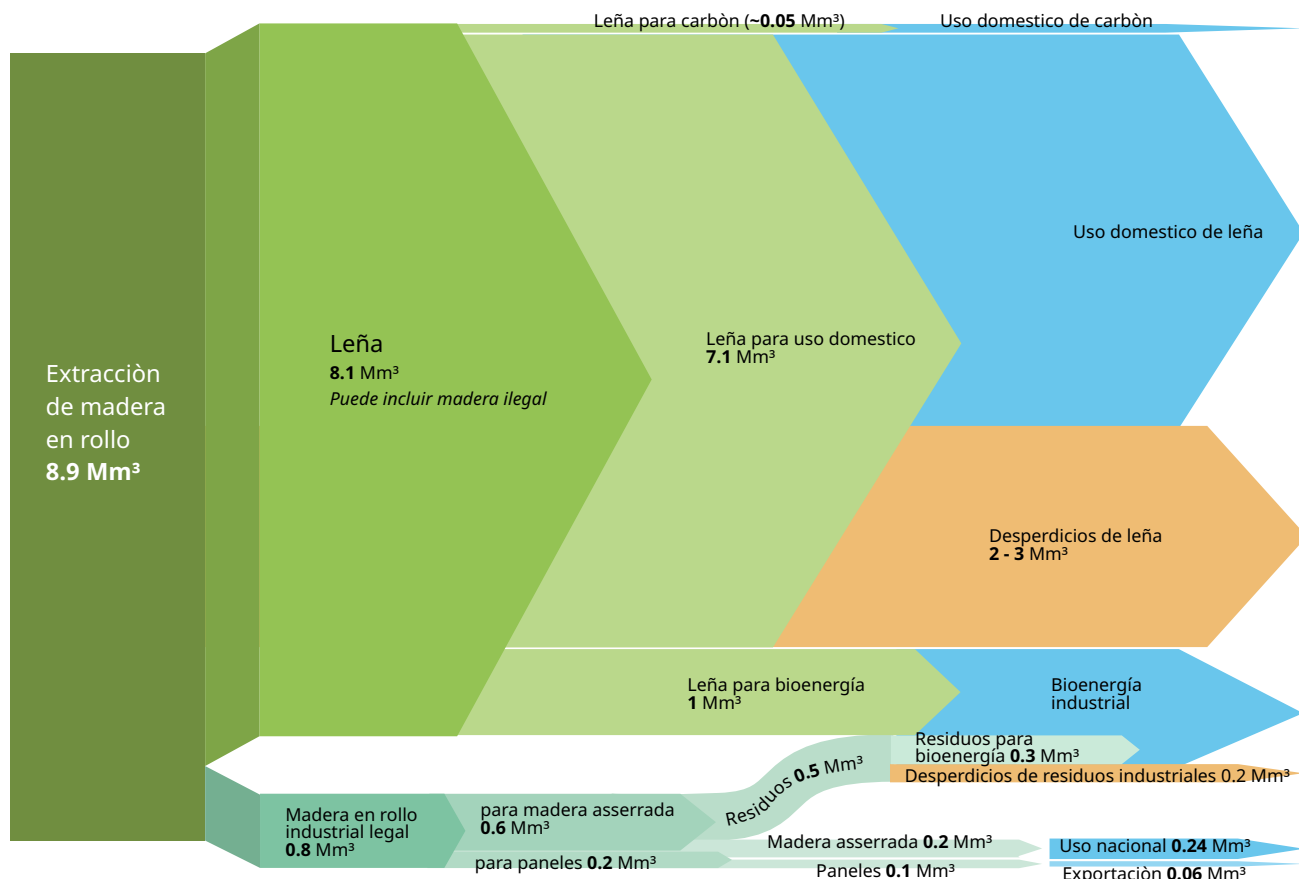 Leña para carbòn (~0.05 Mm³)
Uso domestico de carbòn
Uso domestico de leña
Leña para uso domestico
7.1 Mm³
Leña
8.1 Mm³
Puede incluir madera ilegal
Extracciòn
de madera
en rollo
8.9 Mm³
Desperdicios de leña
2 - 3 Mm³
Leña para bioenergía
1 Mm³
Bioenergía
industrial
Residuos para
bioenergía 0.3 Mm³
Desperdicios de residuos industriales 0.2 Mm³
Residuos 0.5 Mm³
Madera en rollo
industrial legal
0.8 Mm³
para madera asserrada
0.6 Mm³
para paneles 0.2 Mm³
Madera asserrada 0.2 Mm³
Paneles 0.1 Mm³
Uso nacional 0.24 Mm³
Exportaciòn 0.06 Mm³